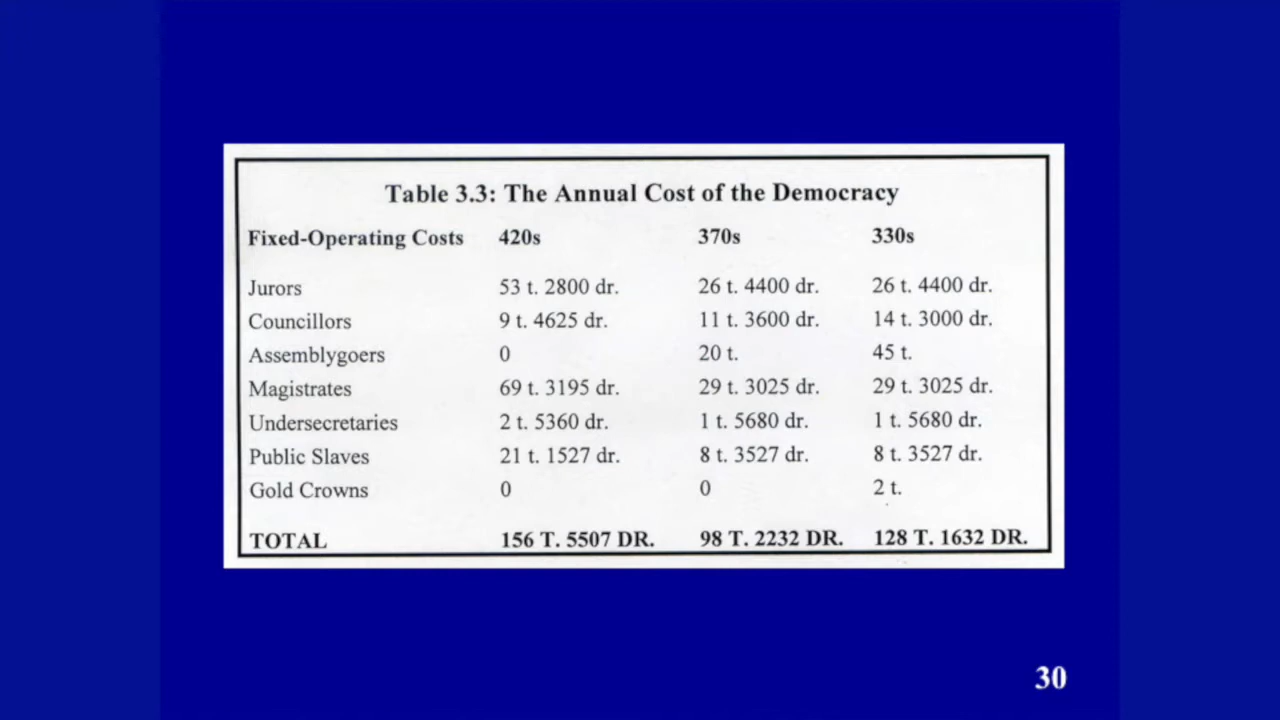 Table 3.3: The Annual Cost of the Democracy
Fixed-Operating Costs 420s 370s 330s
Jurors 53 t. 2800 dr. 26 t. 4400 dr. 26 t. 4400 dr.
Councillors 9 t. 4625 dr. 11 t. 3600 dr. 14 t. 3000 dr.
Assemblygoers 0 20 t. 45 t.
Magistrates 69 t. 3195 dr. 29 t. 3025 dr. 29 t. 3025 dr.
Undersecretaries 2 t. 5360 dr. 1 t. 5680 dr. 1 t. 5680 dr.
Public Slaves 21 t. 1527 dr. 8 t. 3527 dr. 8 t. 3527 dr.
Gold Crowns 0 0 2 t.
TOTAL 156 T. 5507 DR. 98 T. 2232 DR. 128 T. 1632 DR.
30